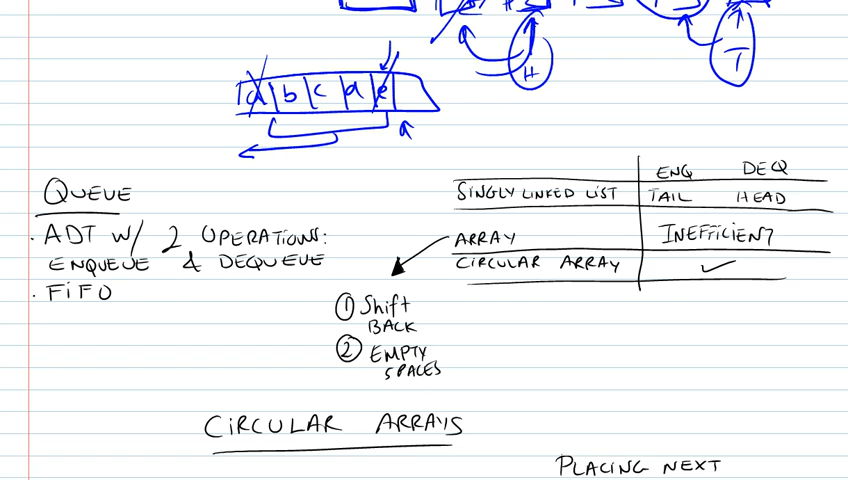 H
T
a b c d e
QUEUE
· ADT W/ 2 OPERATIONS:
ENQUEUE & DEQUEUE
· FIFO
ENQ DEQ
SINGLY LINKED LIST TAIL HEAD
ARRAY INEFFICIENT
CIRCULAR ARRAY ✓
① Shift
BACK
② EMPTY
SPACES
CIRCULAR ARRAYS
PLACING NEXT